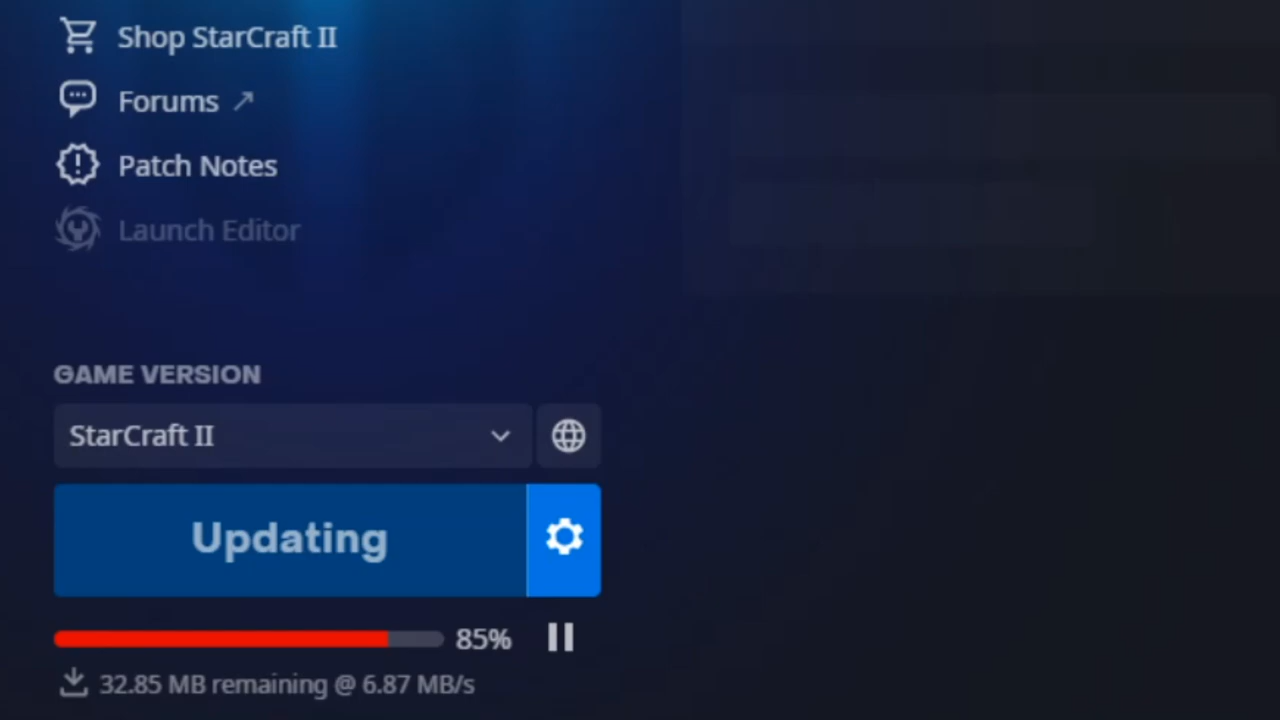 Shop StarCraft II
Forums ↗
Patch Notes
Launch Editor
GAME VERSION
StarCraft II
Updating
85%
32.85 MB remaining @ 6.87 MB/s